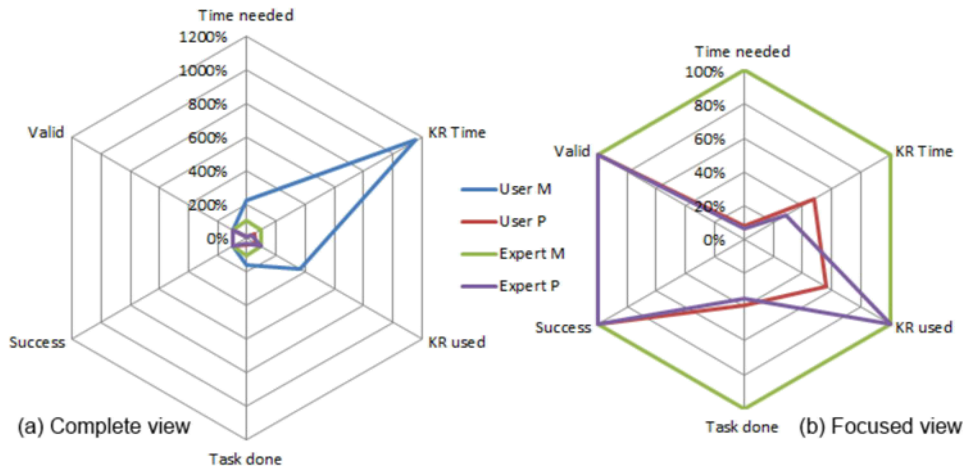 Time needed
1200%
1000%
800%
600%
400%
200%
0%
Valid
KR Time
Success
KR used
Task done
(a) Complete view
User M
User P
Expert M
Expert P
Time needed
100%
80%
60%
40%
20%
0%
Valid
KR Time
Success
KR used
Task done
(b) Focused view